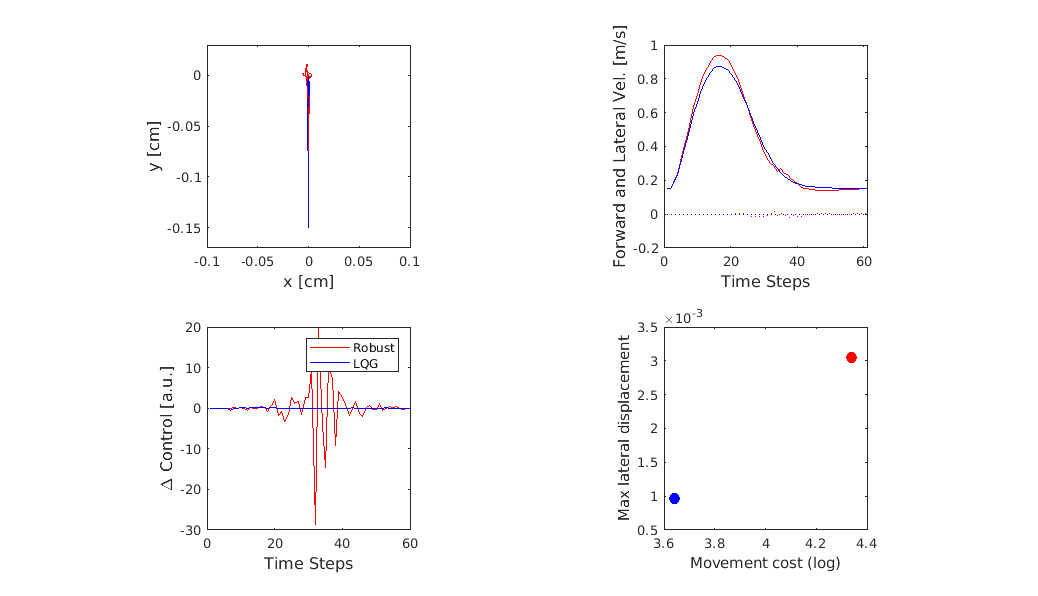 0
-0.05
-0.1
-0.15
y [cm]
-0.1 -0.05 0 0.05 0.1
x [cm]
1
0.8
0.6
0.4
0.2
0
-0.2
Forward and Lateral Vel. [m/s]
0 20 40 60
Time Steps
20
10
0
-10
-20
-30
Δ Control [a.u.]
Robust
LQG
0 20 40 60
Time Steps
×10-3
3.5
3
2.5
2
1.5
1
0.5
Max lateral displacement
3.6 3.8 4 4.2 4.4
Movement cost (log)